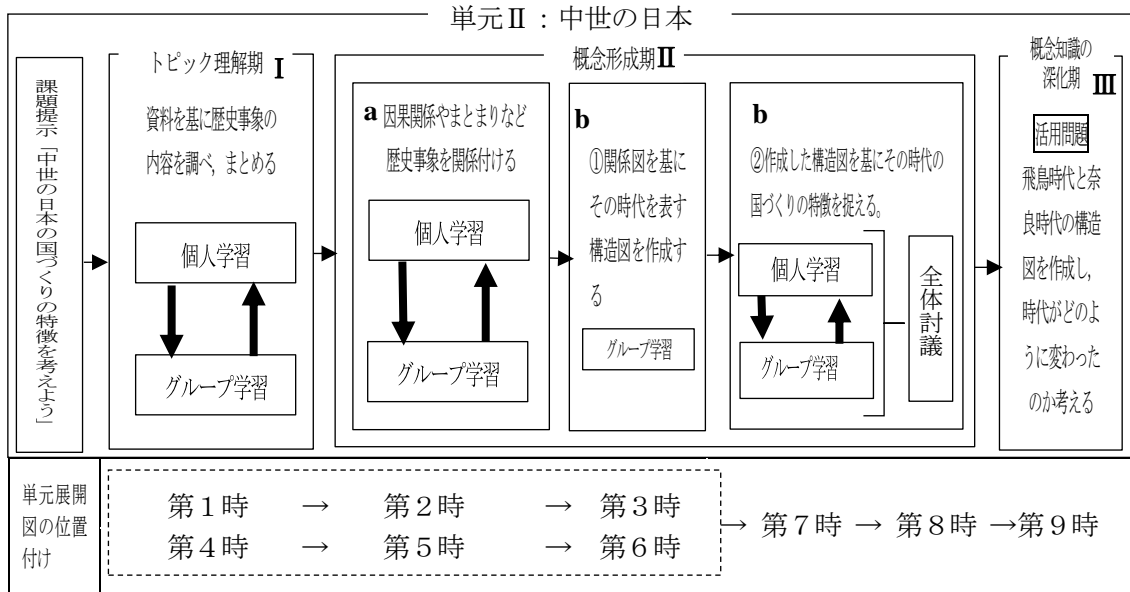 単元Ⅱ：中世の日本
課題提示「中世の日本の国づくりの特徴を考えよう」
トピック理解期 Ⅰ
資料を基に歴史事象の
内容を調べ，まとめる
個人学習
グループ学習
概念形成期Ⅱ
a 因果関係やまとまりなど
歴史事象を関係付ける
個人学習
グループ学習
b
①関係図を基に
その時代を表す
構造図を作成す
る
グループ学習
b
②作成した構造図を基にその時代の
国づくりの特徴を捉える。
個人学習
グループ学習
全体討議
概念知識の
深化期 Ⅲ
活用問題
飛鳥時代と奈
良時代の構造
図を作成し，
時代がどのよ
うに変わった
のか考える
単元展開
図の位置
付け
第１時 → 第２時 → 第３時
第４時 → 第５時 → 第６時
→ 第７時 → 第８時 →第９時